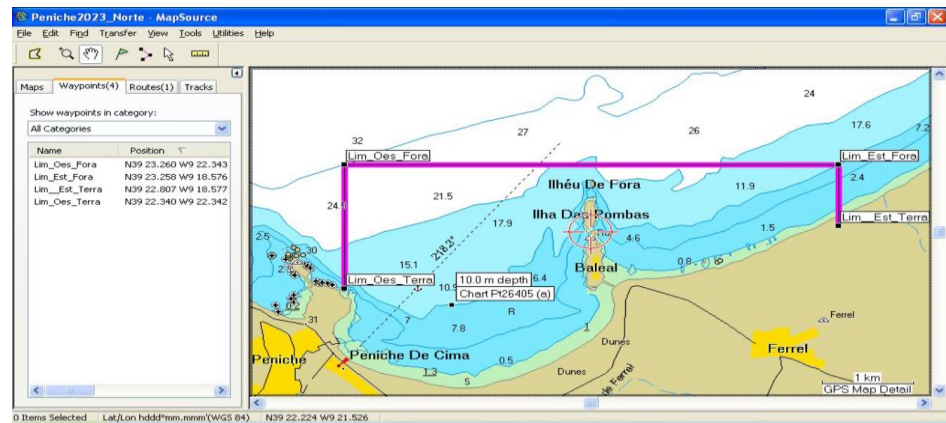 Peniche2023_Norte - MapSource
File Edit Find Transfer View Tools Utilities Help
Maps Waypoints(4) Routes(1) Tracks
Show waypoints in category:
All Categories
Name Position
Lim_Oes_Fora N39 23.260 W9 22.343
Lim_Est_Fora N39 23.258 W9 18.576
Lim__Est_Terra N39 22.807 W9 18.577
Lim_Oes_Terra N39 22.340 W9 22.342
24
32 27 26 17.6 7.2
Lim_Oes_Fora Lim_Est_Fora
Ilhéu De Fora 11.9 2.4
24.5 21.5
Ilha Das Pombas
17.9 Lim__Est_Terra
25 30 218.3° 4.6 1.5
15.1 Baleal 0.8
Lim_Oes_Terra 10.9 10.0 m depth 6.4
Chart Pt26405 (a)
31 7 7.8 R 1 Ferrel
Dunes Ferrel
Peniche Peniche De Cima 0.5
1.3 S Dunes de Ferrel
1 km
GPS Map Detail
0 Items Selected Lat/Lon hddd°mm.mmm'(WGS 84) N39 22.224 W9 21.526